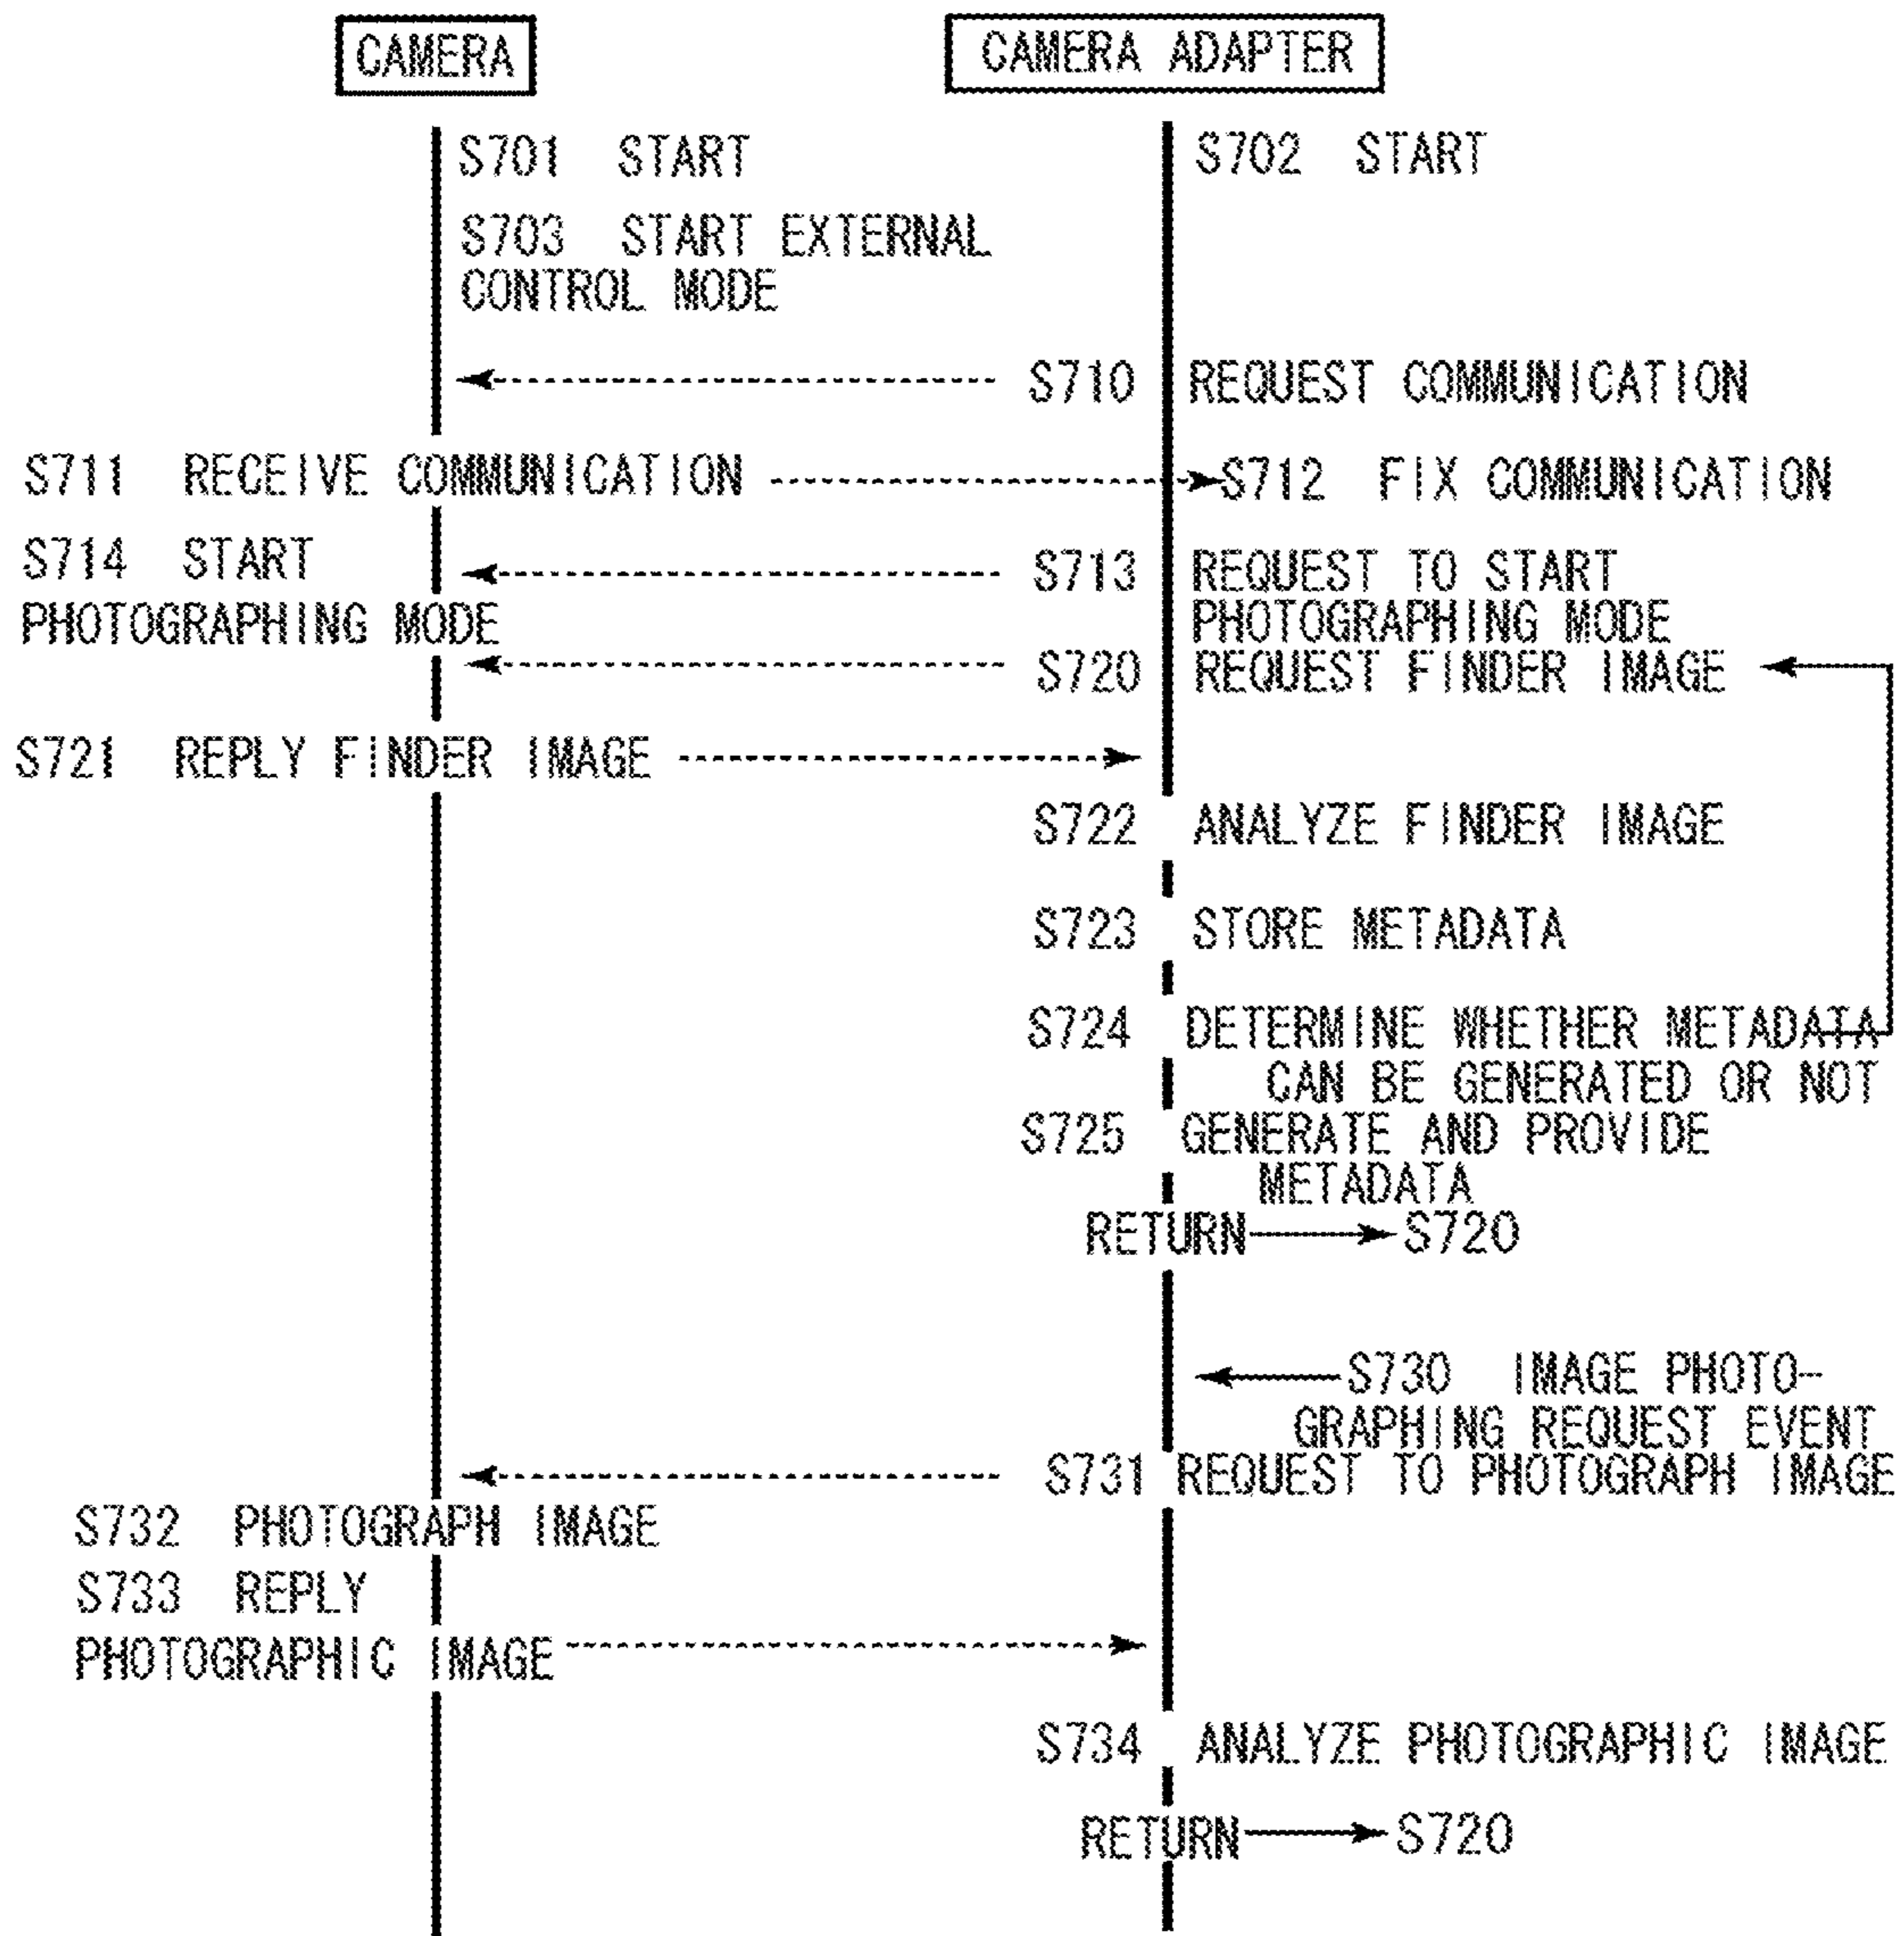 CAMERA
CAMERA ADAPTER
S701 START
S702 START
S703 START EXTERNAL
CONTROL MODE
S710 REQUEST COMMUNICATION
S711 RECEIVE COMMUNICATION
S712 FIX COMMUNICATION
S714 START
PHOTOGRAPHING MODE
S713 REQUEST TO START
PHOTOGRAPHING MODE
S720 REQUEST FINDER IMAGE
S721 REPLY FINDER IMAGE
S722 ANALYZE FINDER IMAGE
S723 STORE METADATA
S724 DETERMINE WHETHER METADATA
CAN BE GENERATED OR NOT
S725 GENERATE AND PROVIDE
METADATA
RETURN S720
S730 IMAGE PHOTO-
GRAPHING REQUEST EVENT
S731 REQUEST TO PHOTOGRAPH IMAGE
S732 PHOTOGRAPH IMAGE
S733 REPLY
PHOTOGRAPHIC IMAGE
S734 ANALYZE PHOTOGRAPHIC IMAGE
RETURN S720